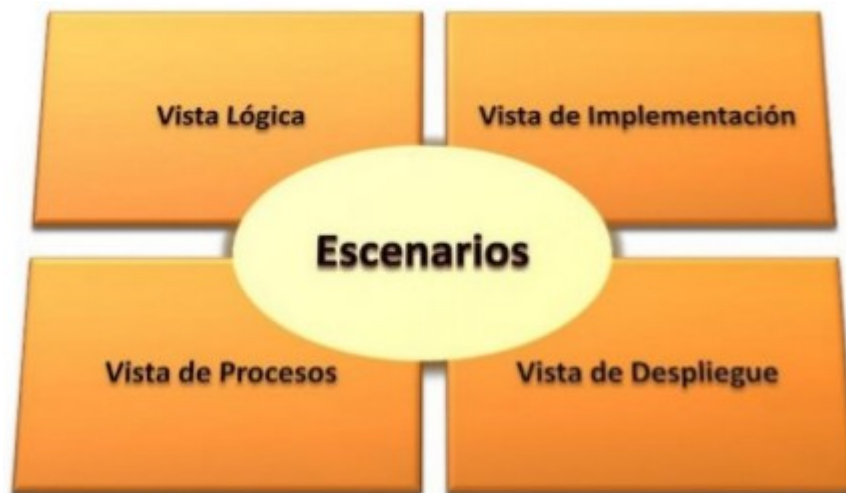 Vista Lógica
Vista de Implementación
Escenarios
Vista de Procesos
Vista de Despliegue